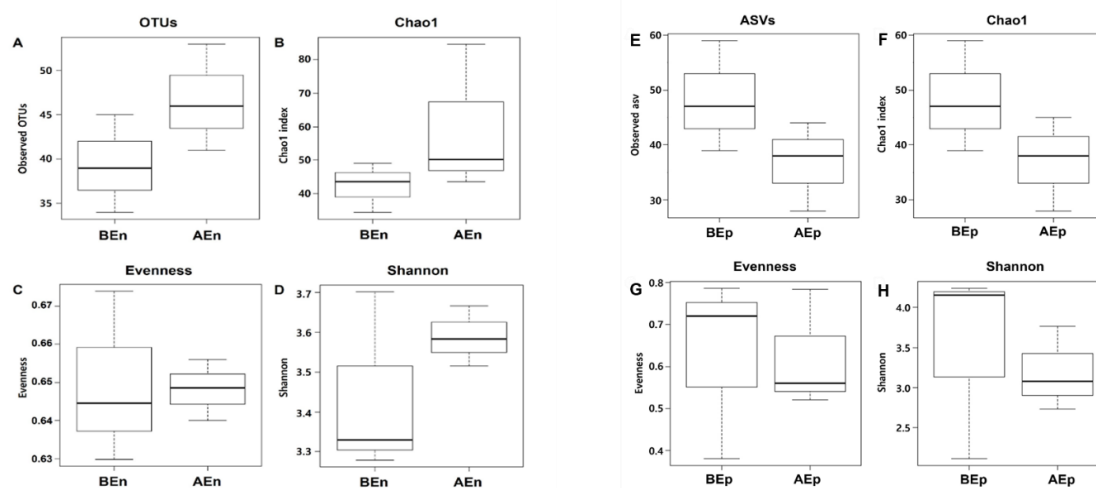 A
OTUs
Observed OTUs
50
45
40
35
BEn
AEn
B
Chao1
Chao1 index
80
70
60
50
40
BEn
AEn
C
Evenness
Evenness
0.67
0.66
0.65
0.64
0.63
BEn
AEn
D
Shannon
Shannon
3.7
3.6
3.5
3.4
3.3
BEn
AEn
E
ASVs
Observed asv
60
50
40
30
BEp
AEp
F
Chao1
Chao1 index
60
50
40
30
BEp
AEp
G
Evenness
Evenness
0.8
0.7
0.6
0.5
0.4
BEp
AEp
H
Shannon
Shannon
4.0
3.5
3.0
2.5
BEp
AEp